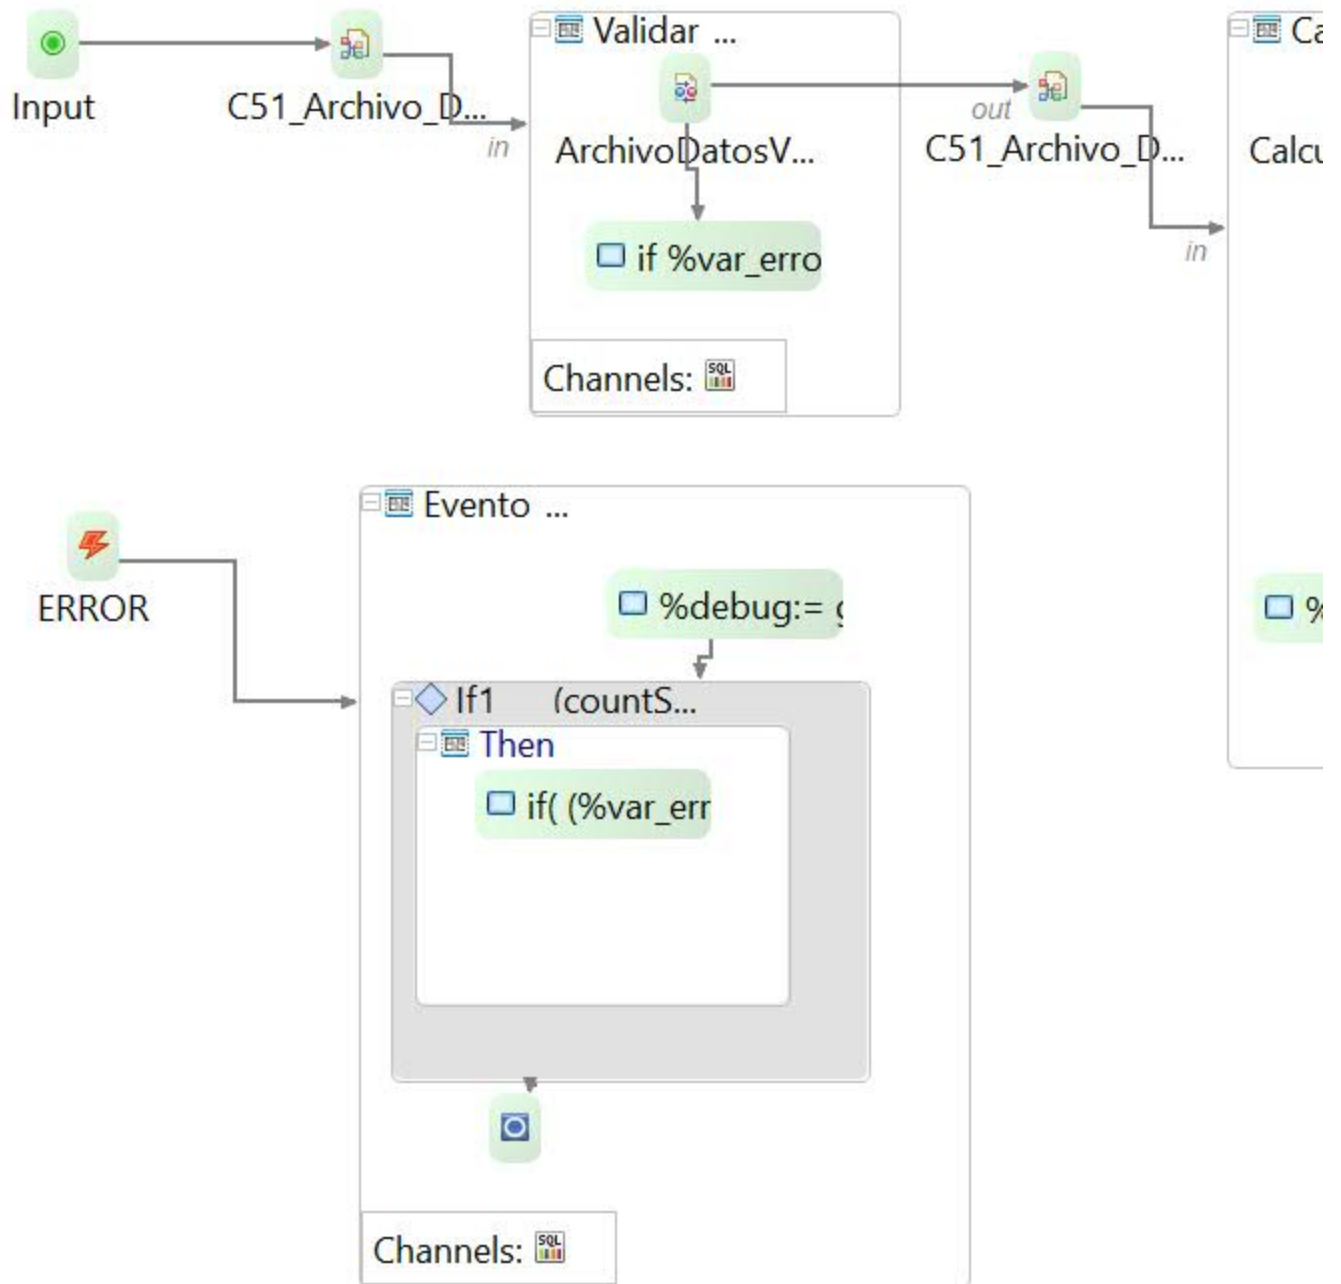 Validar ...
Ca
Input
C51_Archivo_D...
in
ArchivoDatosV...
out
C51_Archivo_D...
Calcu
in
if %var_erro
Channels: SQL
Evento ...
ERROR
%debug:= g
%
If1 (countS...
Then
if( (%var_err
Channels: SQL